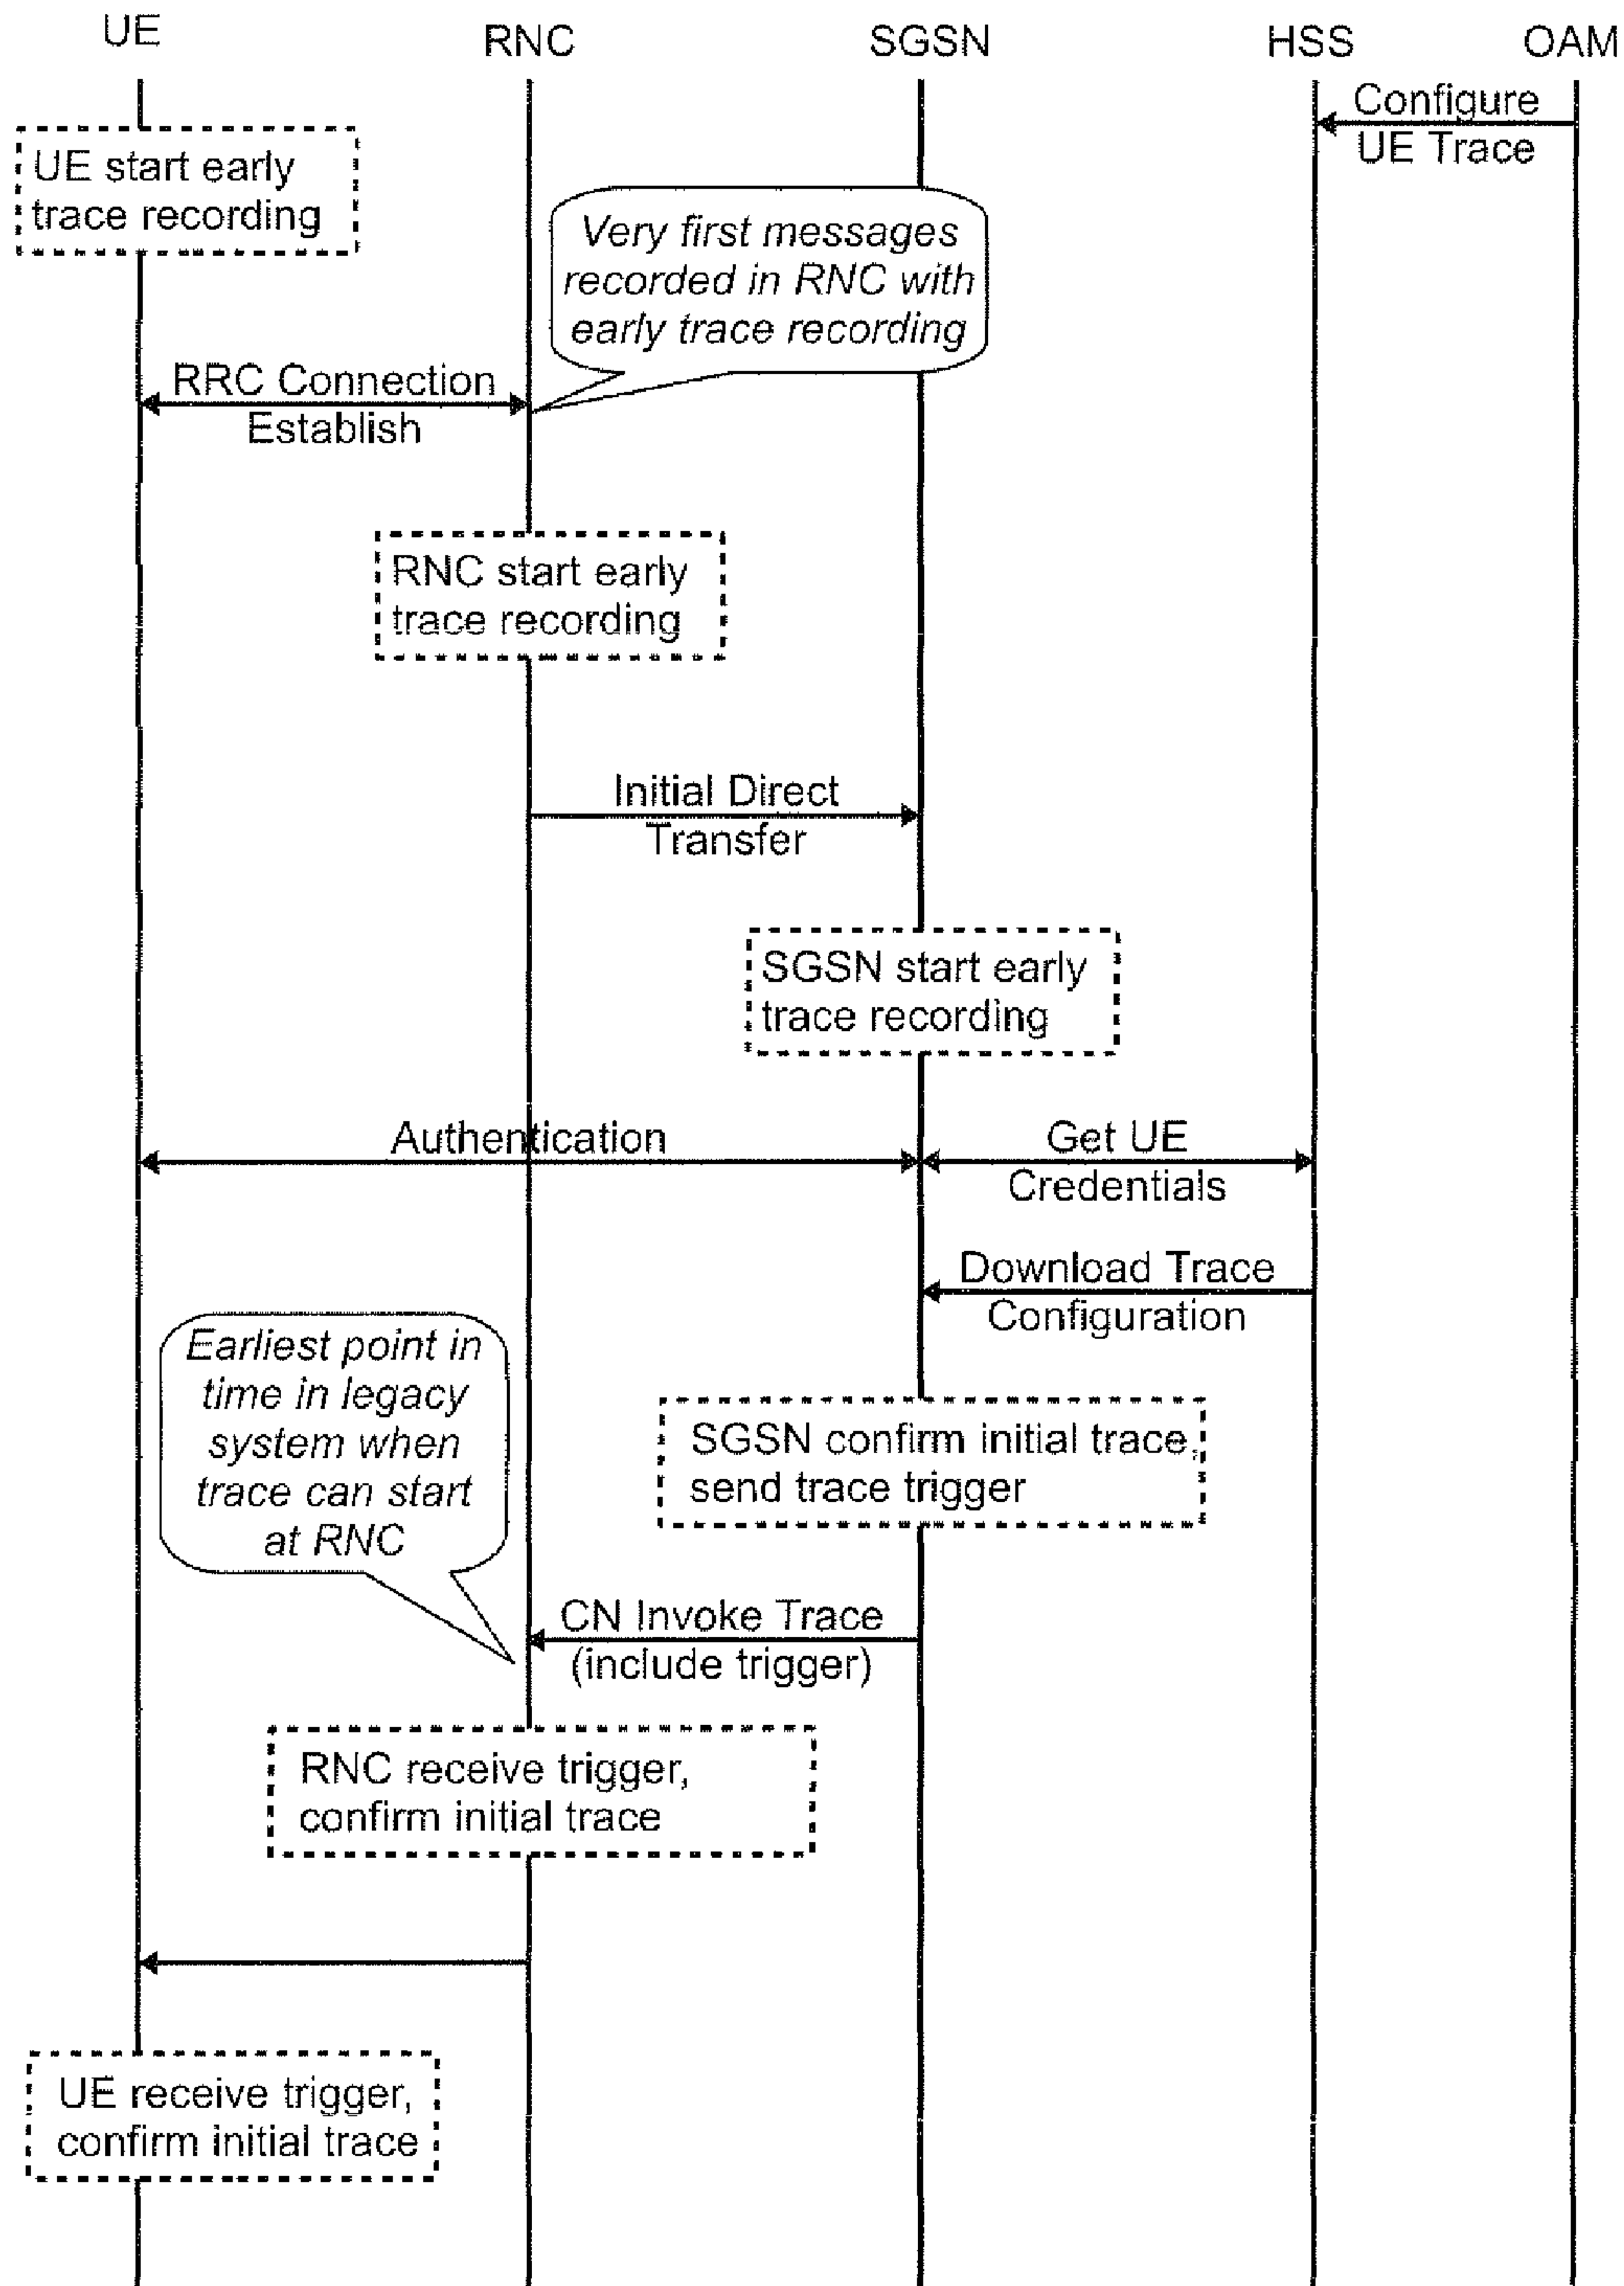 UE
RNC
SGSN
HSS
OAM
Configure
UE Trace
UE start early
trace recording
Very first messages
recorded in RNC with
early trace recording
RRC Connection
Establish
RNC start early
trace recording
Initial Direct
Transfer
SGSN start early
trace recording
Authentication
Get UE
Credentials
Download Trace
Configuration
Earliest point in
time in legacy
system when
trace can start
at RNC
SGSN confirm initial trace,
send trace trigger
CN Invoke Trace
(include trigger)
RNC receive trigger,
confirm initial trace
UE receive trigger,
confirm initial trace